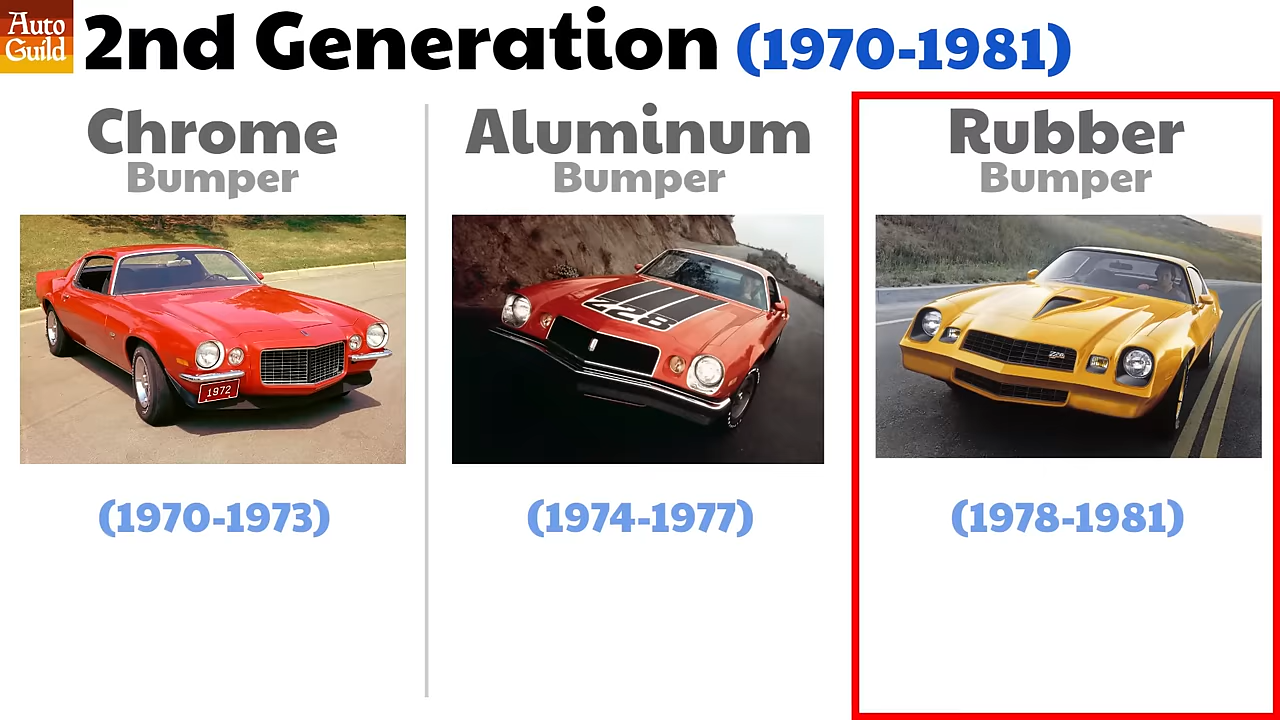 Auto
Guild
2nd Generation (1970-1981)
Chrome
Bumper
1972
(1970-1973)
Aluminum
Bumper
Z28
(1974-1977)
Rubber
Bumper
Z28
(1978-1981)